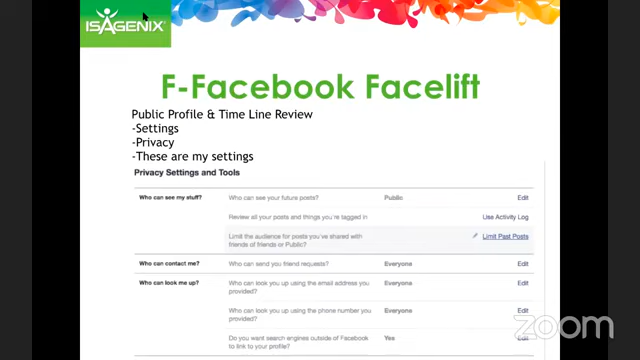 ISAGENIX
F-Facebook Facelift
Public Profile & Time Line Review
-Settings
-Privacy
-These are my settings
Privacy Settings and Tools
Who can see my stuff? Who can see your future posts? Public Edit
Review all your posts and things you're tagged in Use Activity Log
Limit the audience for posts you've shared with friends of friends or Public? Limit Past Posts
Who can contact me? Who can send you friend requests? Everyone Edit
Who can look me up? Who can look you up using the email address you provided? Everyone Edit
Who can look you up using the phone number you provided? Everyone Edit
Do you want search engines outside of Facebook to link to your profile? Yes Edit
zoom